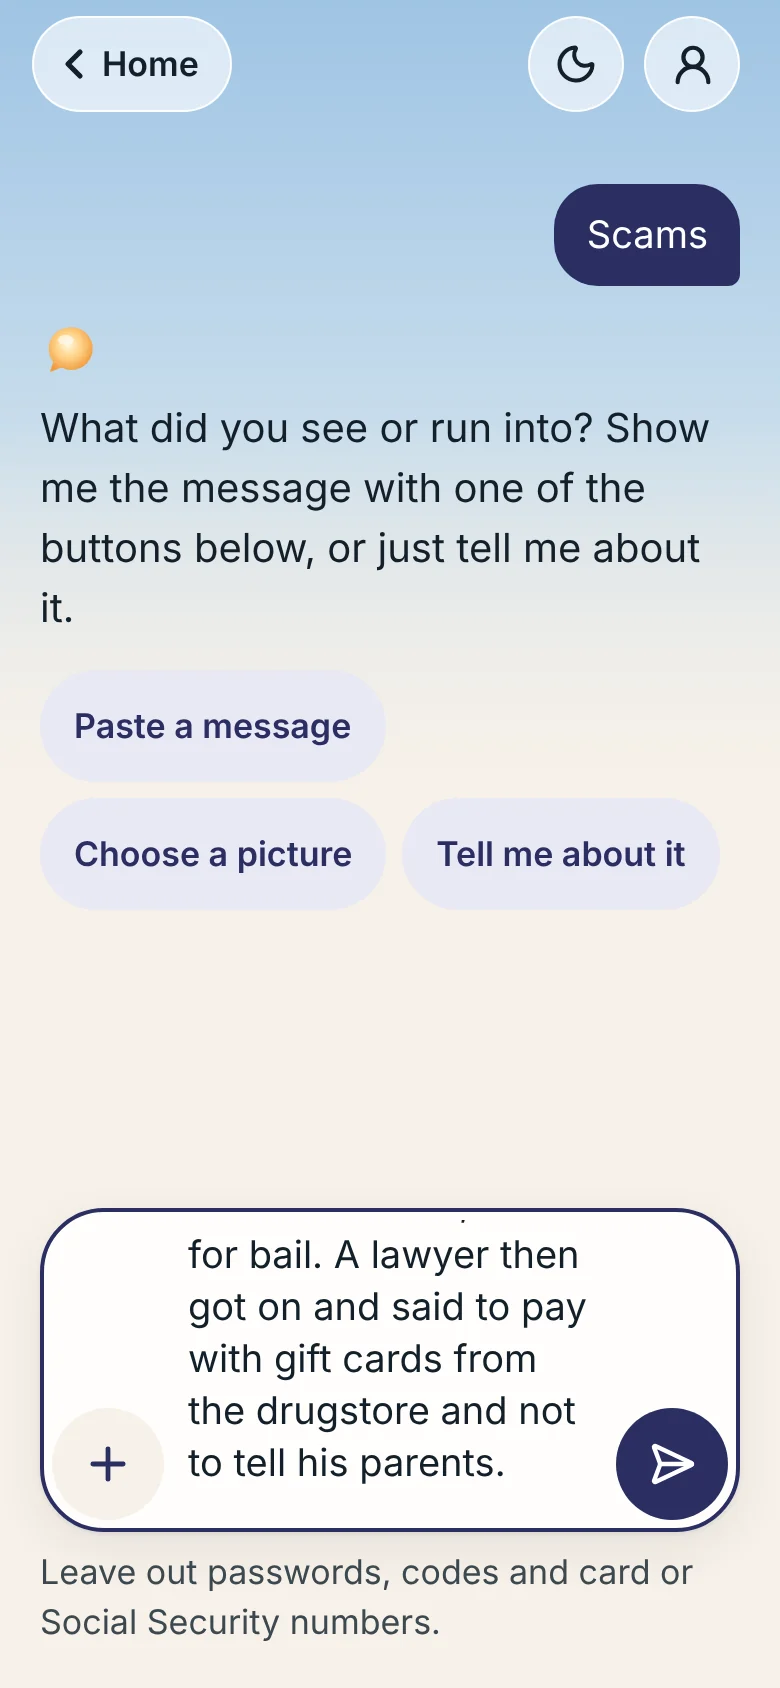 Home
Scams
What did you see or run into? Show
me the message with one of the
buttons below, or just tell me about
it.
Paste a message
Choose a picture
Tell me about it
for bail. A lawyer then
got on and said to pay
with gift cards from
the drugstore and not
to tell his parents.
Leave out passwords, codes and card or
Social Security numbers.